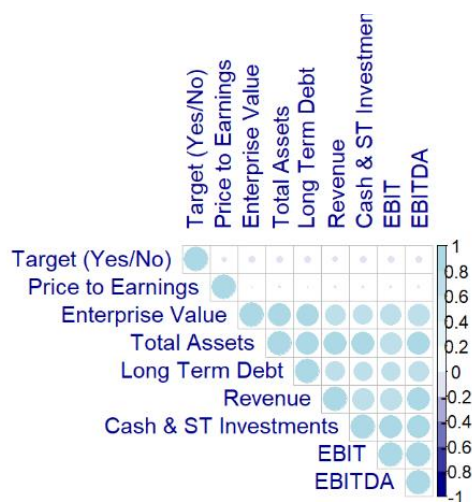 Target (Yes/No)
Price to Earnings
Enterprise Value
Total Assets
Long Term Debt
Revenue
Cash & ST Investmen
EBIT
EBITDA
Target (Yes/No)
Price to Earnings
Enterprise Value
Total Assets
Long Term Debt
Revenue
Cash & ST Investments
EBIT
EBITDA
1
0.8
0.6
0.4
0.2
0
-0.2
-0.4
-0.6
-0.8
-1